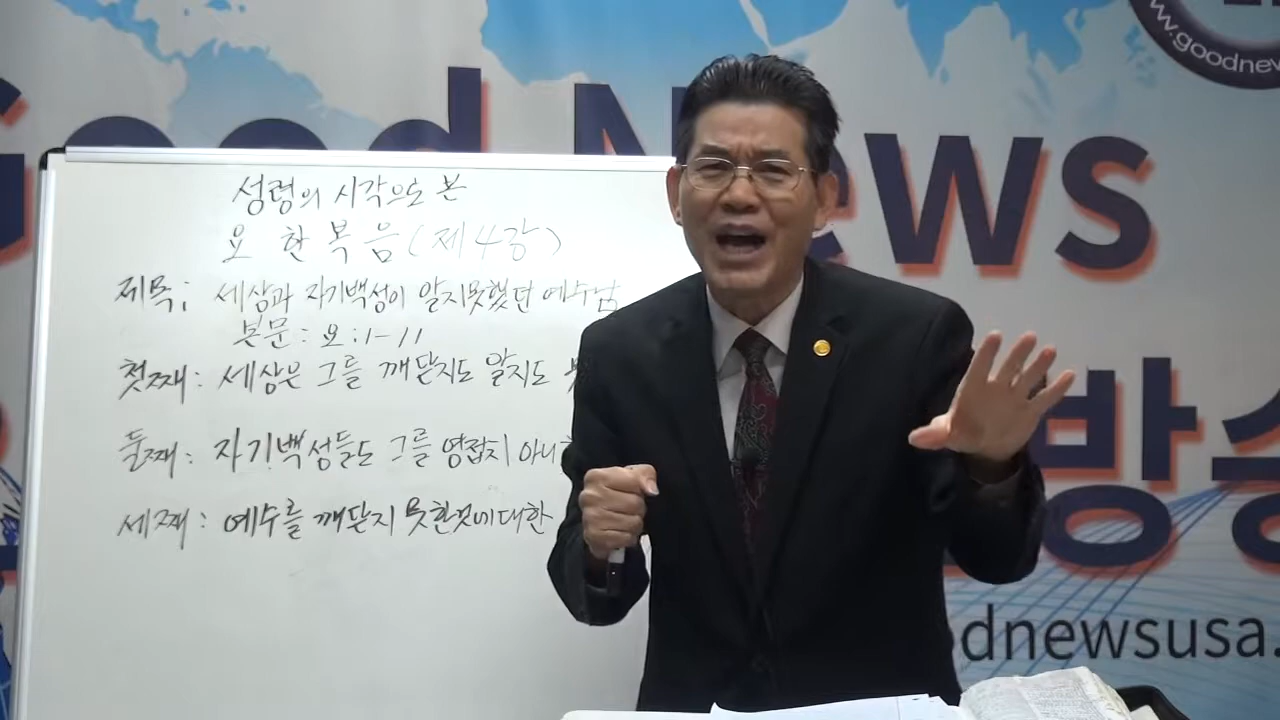 www.goodnew
Good News
방송
odnewsusa.
성령의 시각으로 본
요 한 복 음 (제 4강)
제목; 세상과 자기백성이 알지못했던 예수님
본문 : 요:1-11
첫째 : 세상은 그를 깨닫지도 알지도 못
둘째 : 자기백성들도 그를 영접지 아니
세째 : 예수를 깨닫지 못한것에대한